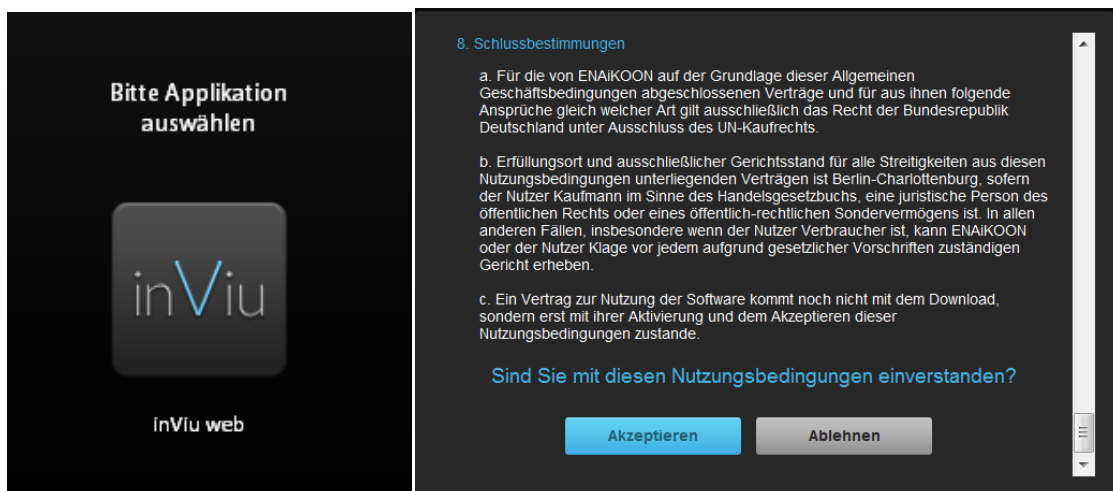 Bitte Applikation
auswählen
inViu
inViu web
8. Schlussbestimmungen
a. Für die von ENAiKOON auf der Grundlage dieser Allgemeinen
Geschäftsbedingungen abgeschlossenen Verträge und für aus ihnen folgende
Ansprüche gleich welcher Art gilt ausschließlich das Recht der Bundesrepublik
Deutschland unter Ausschluss des UN-Kaufrechts.
b. Erfüllungsort und ausschließlicher Gerichtsstand für alle Streitigkeiten aus diesen
Nutzungsbedingungen unterliegenden Verträgen ist Berlin-Charlottenburg, sofern
der Nutzer Kaufmann im Sinne des Handelsgesetzbuchs, eine juristische Person des
öffentlichen Rechts oder eines öffentlich-rechtlichen Sondervermögens ist. In allen
anderen Fällen, insbesondere wenn der Nutzer Verbraucher ist, kann ENAiKOON
oder der Nutzer Klage vor jedem aufgrund gesetzlicher Vorschriften zuständigen
Gericht erheben.
c. Ein Vertrag zur Nutzung der Software kommt noch nicht mit dem Download,
sondern erst mit ihrer Aktivierung und dem Akzeptieren dieser
Nutzungsbedingungen zustande.
Sind Sie mit diesen Nutzungsbedingungen einverstanden?
Akzeptieren
Ablehnen